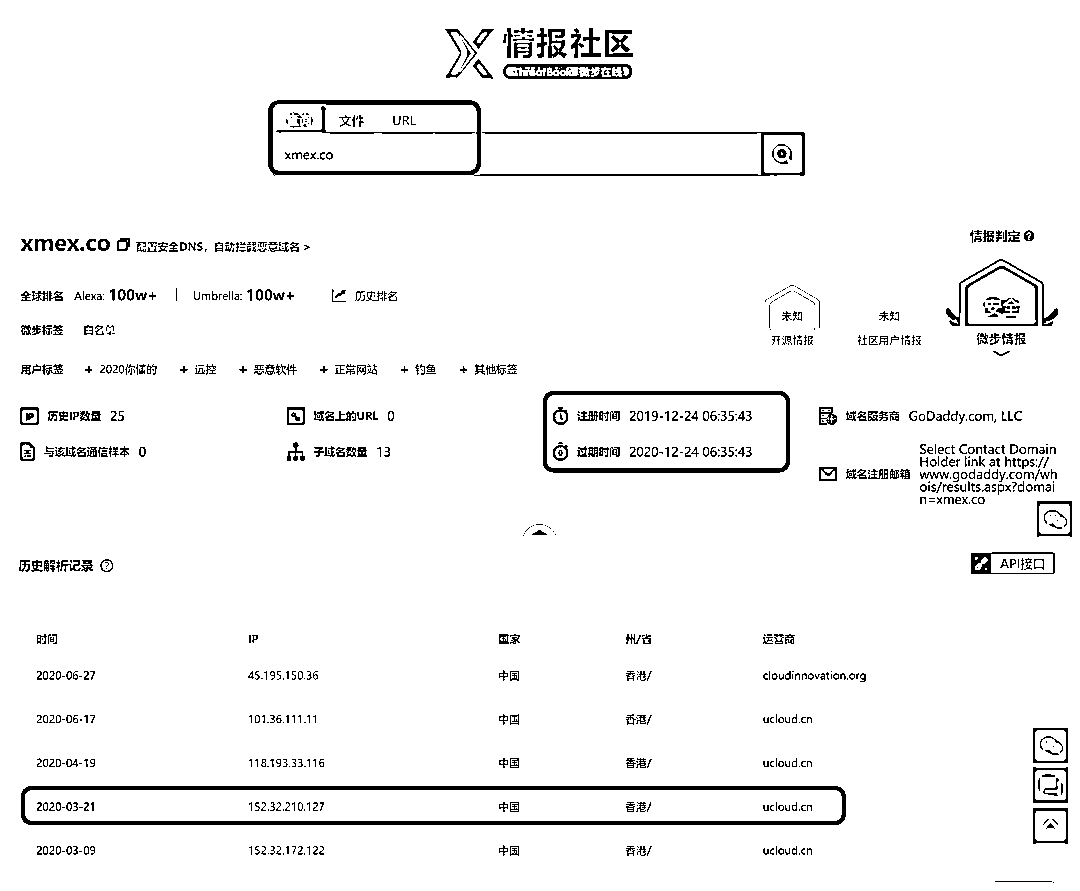 情报社区
ThreatBook微步在线
文件 URL
xmex.co
xmex.co 配置安全DNS，自动拦截恶意域名 >
情报判定
全球排名 Alexa: 100w+ | Umbrella: 100w+ 历史排名
未知
开源情报
未知
社区用户情报
安全
微步情报
微步标签 白名单
用户标签 + 2020你懂的 + 远控 + 恶意软件 + 正常网站 + 钓鱼 + 其他标签
IP 历史IP数量 25
域名上的URL 0
注册时间 2019-12-24 06:35:43
域名服务商 GoDaddy.com, LLC
与该域名通信样本 0
子域名数量 13
过期时间 2020-12-24 06:35:43
域名注册邮箱 Select Contact Domain
Holder link at https://
www.godaddy.com/wh
ois/results.aspx?domai
n=xmex.co
历史解析记录
API接口
时间 IP 国家 州/省 运营商
2020-06-27 45.195.150.36 中国 香港/ cloudinnovation.org
2020-06-17 101.36.111.11 中国 香港/ ucloud.cn
2020-04-19 118.193.33.116 中国 香港/ ucloud.cn
2020-03-21 152.32.210.127 中国 香港/ ucloud.cn
2020-03-09 152.32.172.122 中国 香港/ ucloud.cn